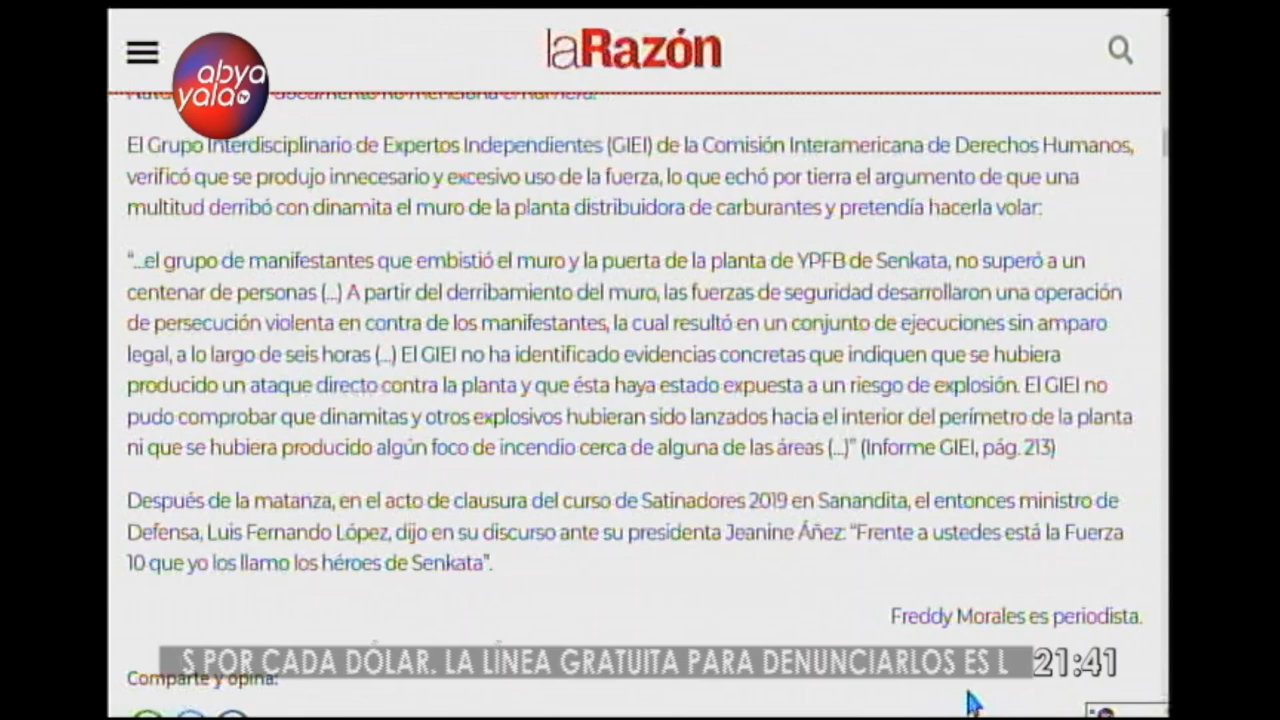 laRazón
abya
yala tv
documento no menciona el número.
El Grupo Interdisciplinario de Expertos Independientes (GIEI) de la Comisión Interamericana de Derechos Humanos,
verificó que se produjo innecesario y excesivo uso de la fuerza, lo que echó por tierra el argumento de que una
multitud derribó con dinamita el muro de la planta distribuidora de carburantes y pretendía hacerla volar:
“...el grupo de manifestantes que embistió el muro y la puerta de la planta de YPFB de Senkata, no superó a un
centenar de personas (...) A partir del derribamiento del muro, las fuerzas de seguridad desarrollaron una operación
de persecución violenta en contra de los manifestantes, la cual resultó en un conjunto de ejecuciones sin amparo
legal, a lo largo de seis horas (...) El GIEI no ha identificado evidencias concretas que indiquen que se hubiera
producido un ataque directo contra la planta y que ésta haya estado expuesta a un riesgo de explosión. El GIEI no
pudo comprobar que dinamitas y otros explosivos hubieran sido lanzados hacia el interior del perímetro de la planta
ni que se hubiera producido algún foco de incendio cerca de alguna de las áreas (...)” (Informe GIEI, pág. 213)
Después de la matanza, en el acto de clausura del curso de Satinadores 2019 en Sanandita, el entonces ministro de
Defensa, Luis Fernando López, dijo en su discurso ante su presidenta Jeanine Áñez: “Frente a ustedes está la Fuerza
10 que yo los llamo los héroes de Senkata”.
Freddy Morales es periodista.
S POR CADA DÓLAR. LA LÍNEA GRATUITA PARA DENUNCIARLOS ES L 21:41
Comparte y opina: